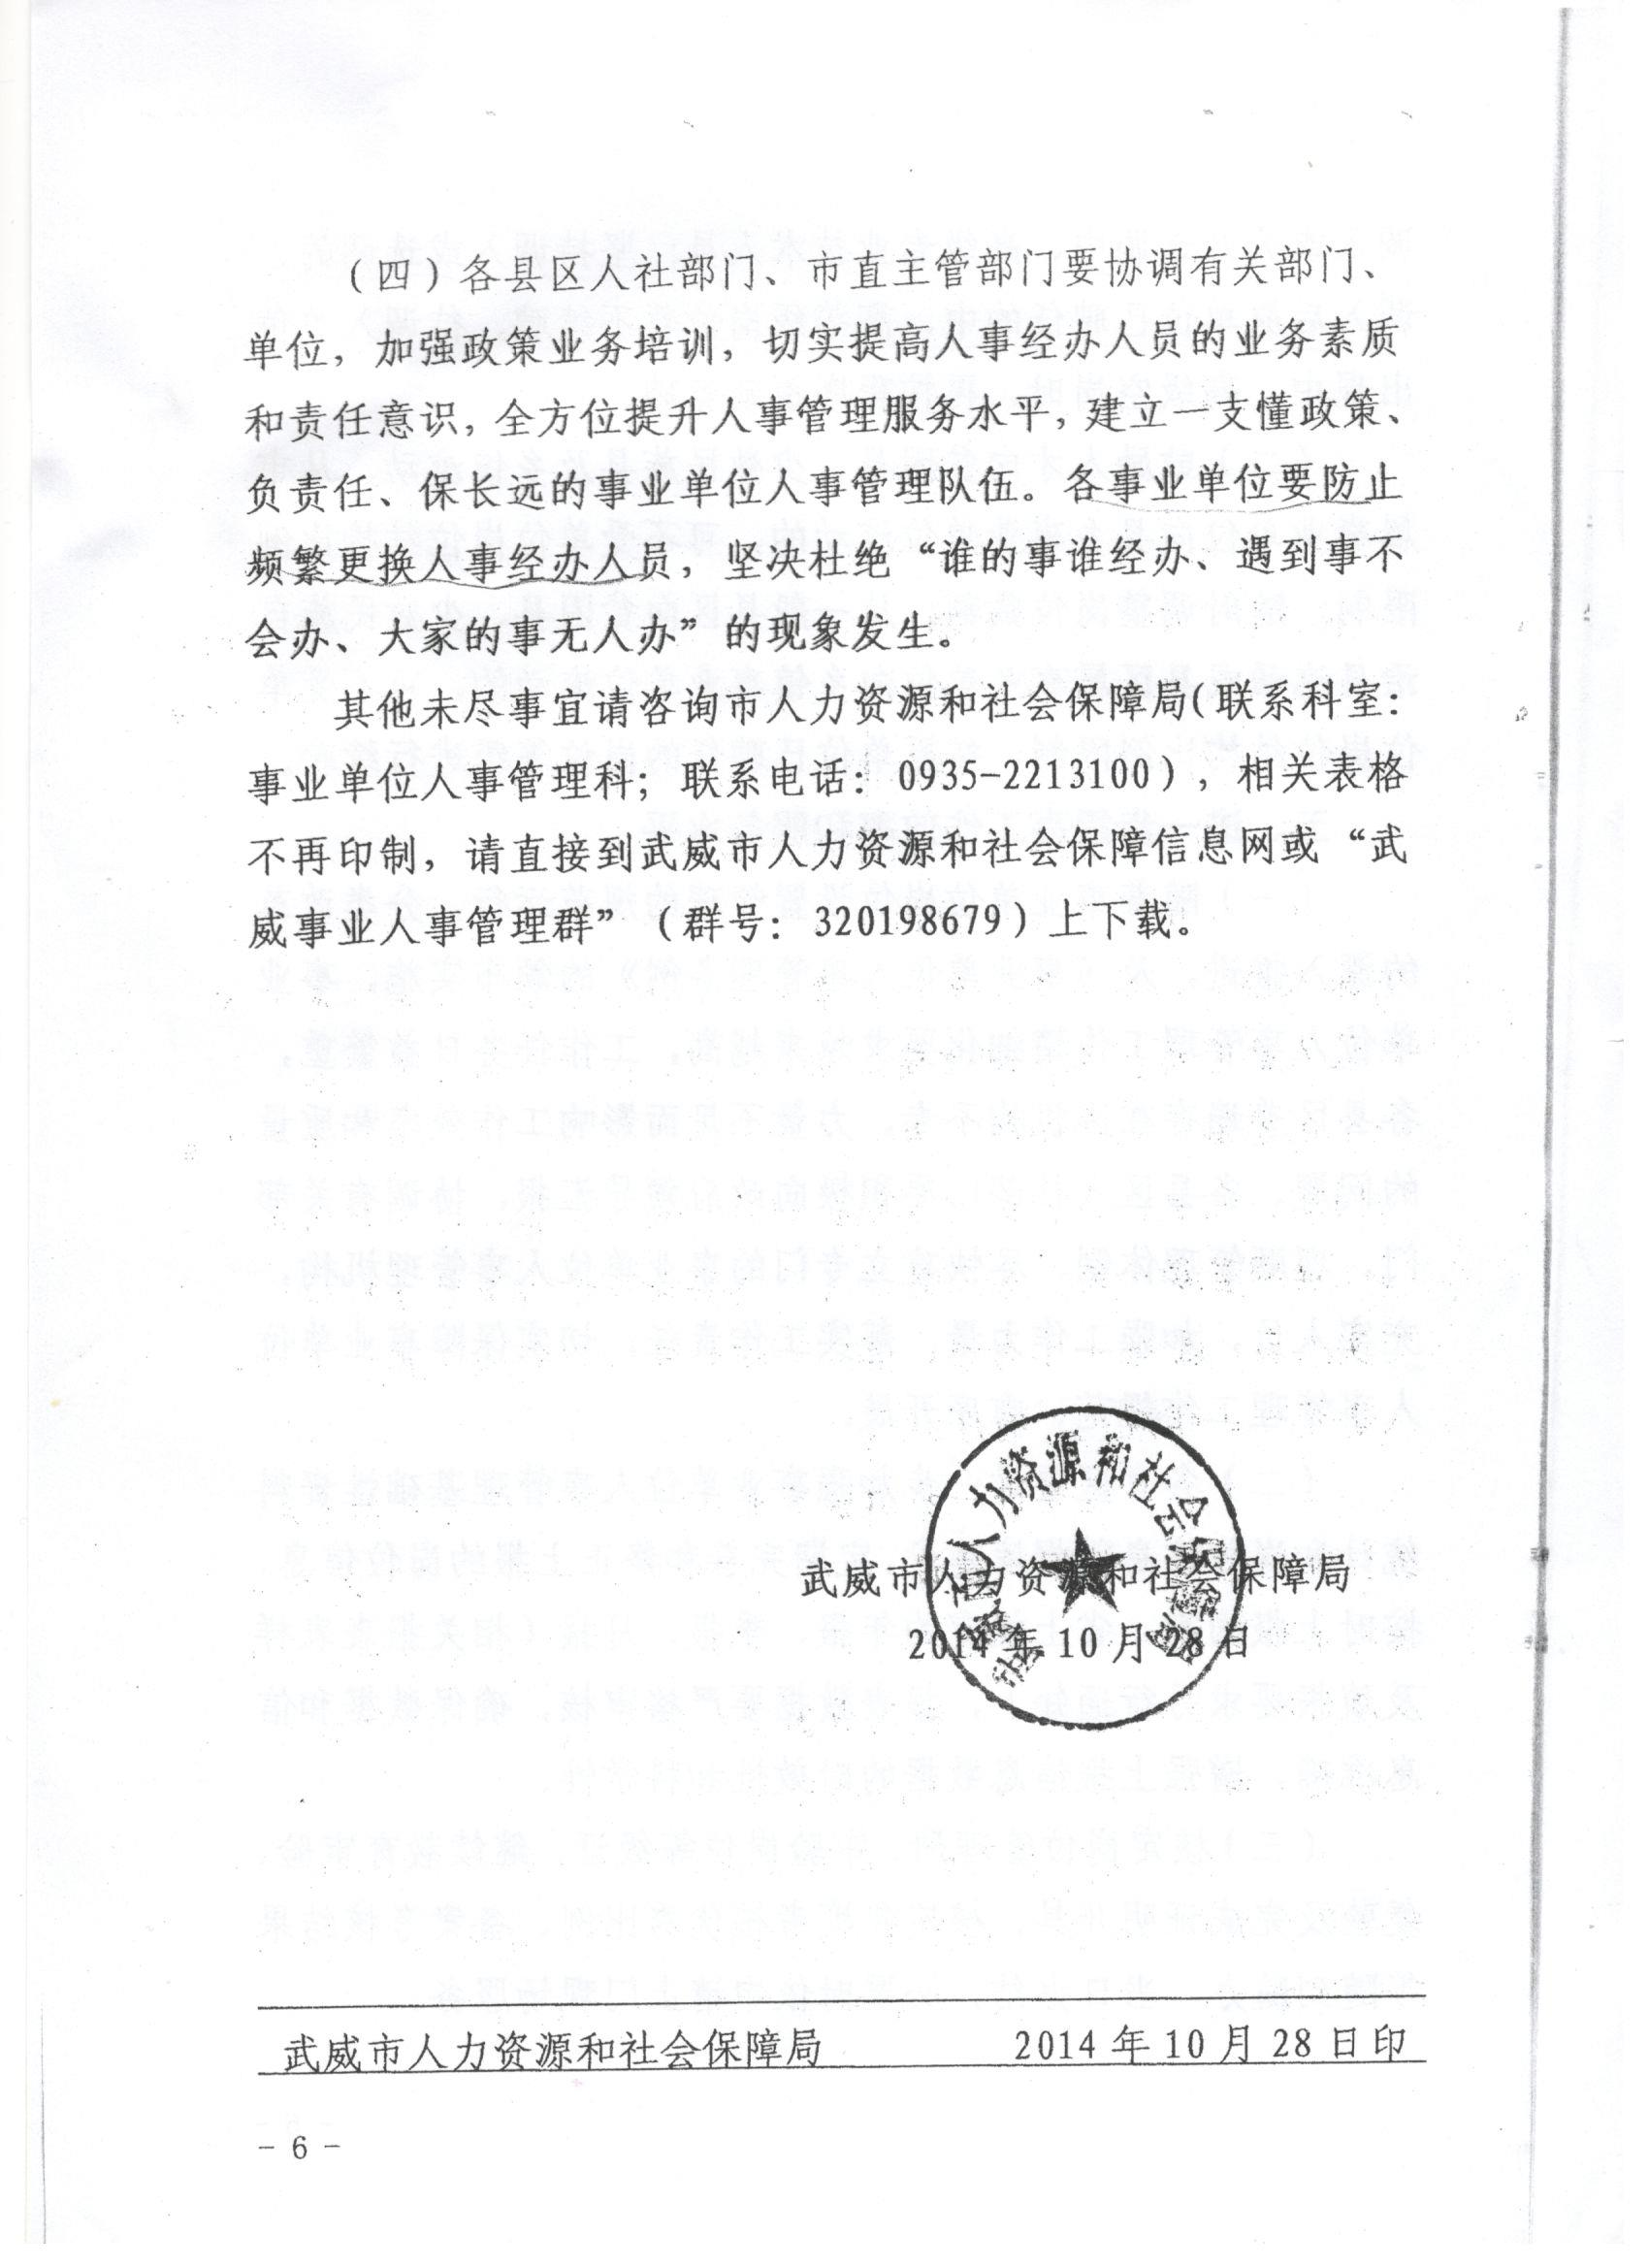 （四）各县区人社部门、市直主管部门要协调有关部门、
单位，加强政策业务培训，切实提高人事经办人员的业务素质
和责任意识，全方位提升人事管理服务水平，建立一支懂政策、
负责任、保长远的事业单位人事管理队伍。各事业单位要防止
频繁更换人事经办人员，坚决杜绝“谁的事谁经办、遇到事不
会办、大家的事无人办”的现象发生。
其他未尽事宜请咨询市人力资源和社会保障局（联系科室：
事业单位人事管理科；联系电话：0935-2213100），相关表格
不再印制，请直接到武威市人力资源和社会保障信息网或“武
威事业人事管理群”（群号：320198679）上下载。
人力资源和社会
武威市人力资源和社会保障局
2014年10月28日
武威市人力资源和社会保障局 2014年10月28日印
- 6 -